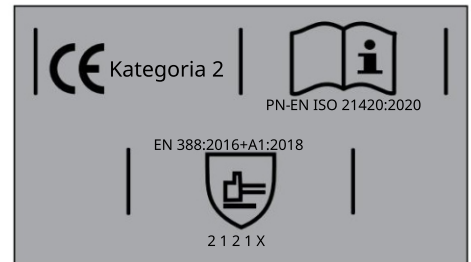 CE Kategoria 2
i
PN-EN ISO 21420:2020
EN 388:2016+A1:2018
2 1 2 1 X